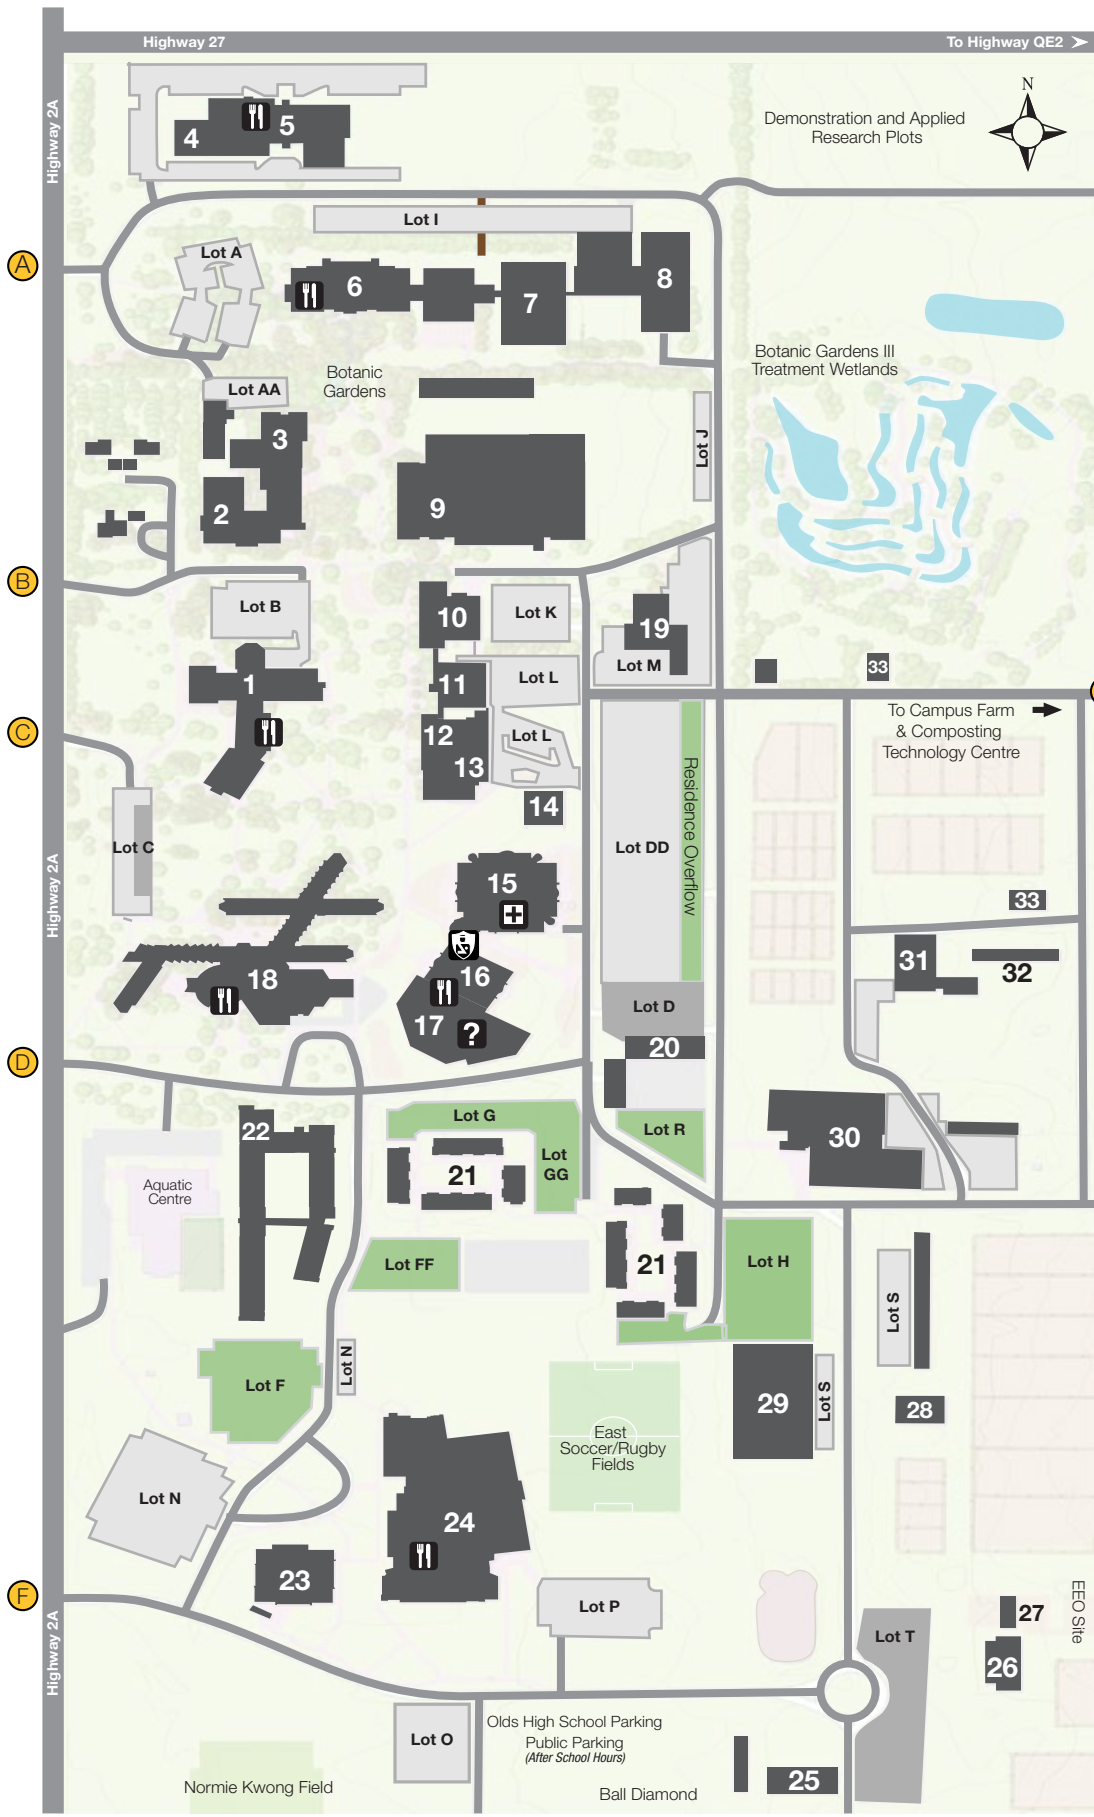 Highway 27
To Highway QE2
Highway 2A
N
Demonstration and Applied
Research Plots
4
5
Lot I
A
Lot A
6
7
8
Botanic Gardens III
Treatment Wetlands
Botanic
Gardens
Lot AA
3
Lot J
2
9
B
Lot B
10
Lot K
19
Lot M
33
1
11
Lot L
C
12
13
Lot L
To Campus Farm
& Composting
Technology Centre
14
Residence Overflow
Lot C
Lot DD
Highway 2A
15
33
16
31
32
18
17
?
Lot D
20
D
Lot G
Lot R
22
30
Lot
GG
21
Aquatic
Centre
Lot FF
21
Lot H
Lot S
Lot N
Lot F
29
Lot S
28
East
Soccer/Rugby
Fields
Lot N
24
F
23
Lot P
27
EEO Site
Lot T
26
Highway 2A
Lot O
Olds High School Parking
Public Parking
(After School Hours)
Normie Kwong Field
Ball Diamond
25